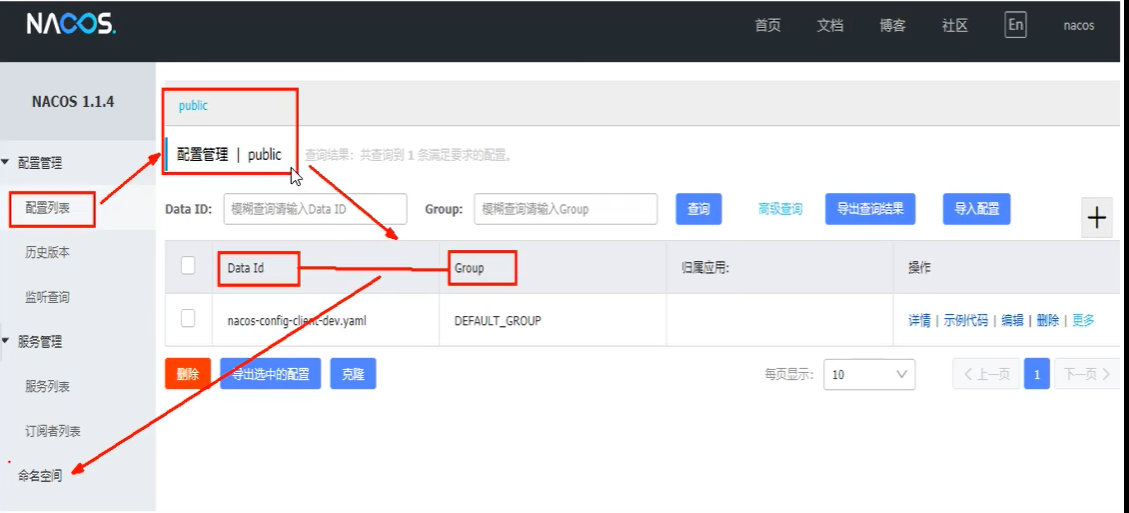 NACOS.
首页 文档 博客 社区 En nacos
NACOS 1.1.4
public
配置管理
配置管理 | public 查询结果：共查询到 1 条满足要求的配置。
配置列表
Data ID: 模糊查询请输入Data ID Group: 模糊查询请输入Group 查询 高级查询 导出查询结果 导入配置 +
历史版本
Data Id Group 归属应用: 操作
监听查询
nacos-config-client-dev.yaml DEFAULT_GROUP 详情 | 示例代码 | 编辑 | 删除 | 更多
服务管理
删除 导出选中的配置 克隆 每页显示: 10 < 上一页 1 下一页 >
服务列表
订阅者列表
命名空间